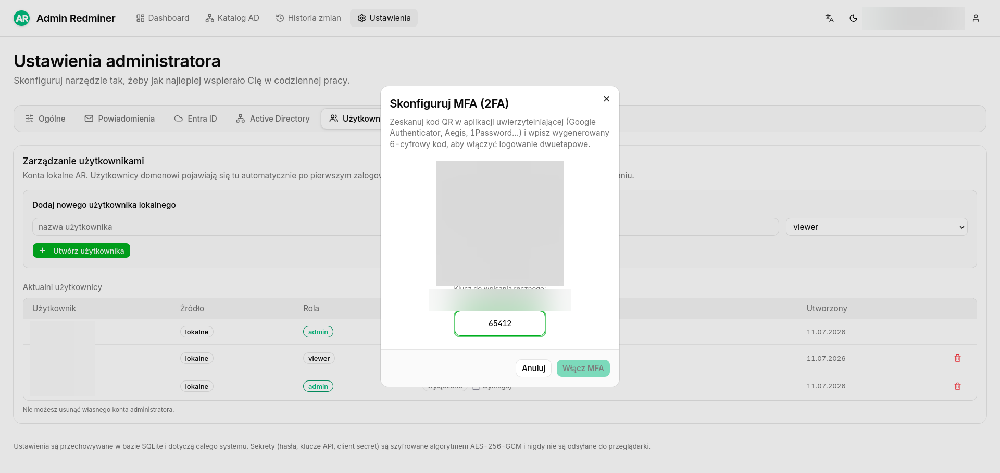 AR Admin Redminer Dashboard Katalog AD Historia zmian Ustawienia
Ustawienia administratora
Skonfiguruj narzędzie tak, żeby jak najlepiej wspierało Cię w codziennej pracy.
Ogólne Powiadomienia Entra ID Active Directory Użytkown
Zarządzanie użytkownikami
Konta lokalne AR. Użytkownicy domenowi pojawiają się tu automatycznie po pierwszym zalogow
aniu.
Dodaj nowego użytkownika lokalnego
nazwa użytkownika
viewer
+ Utwórz użytkownika
Aktualni użytkownicy
Użytkownik Źródło Rola Utworzony
lokalne admin 11.07.2026
lokalne viewer 11.07.2026
lokalne admin wyłączone wymagaj 11.07.2026
Nie możesz usunąć własnego konta administratora.
Ustawienia są przechowywane w bazie SQLite i dotyczą całego systemu. Sekrety (hasła, klucze API, client secret) są szyfrowane algorytmem AES-256-GCM i nigdy nie są odsyłane do przeglądarki.
Skonfiguruj MFA (2FA)
Zeskanuj kod QR w aplikacji uwierzytelniającej (Google
Authenticator, Aegis, 1Password...) i wpisz wygenerowany
6-cyfrowy kod, aby włączyć logowanie dwuetapowe.
Klucz do wpisania ręcznego:
65412
Anuluj Włącz MFA